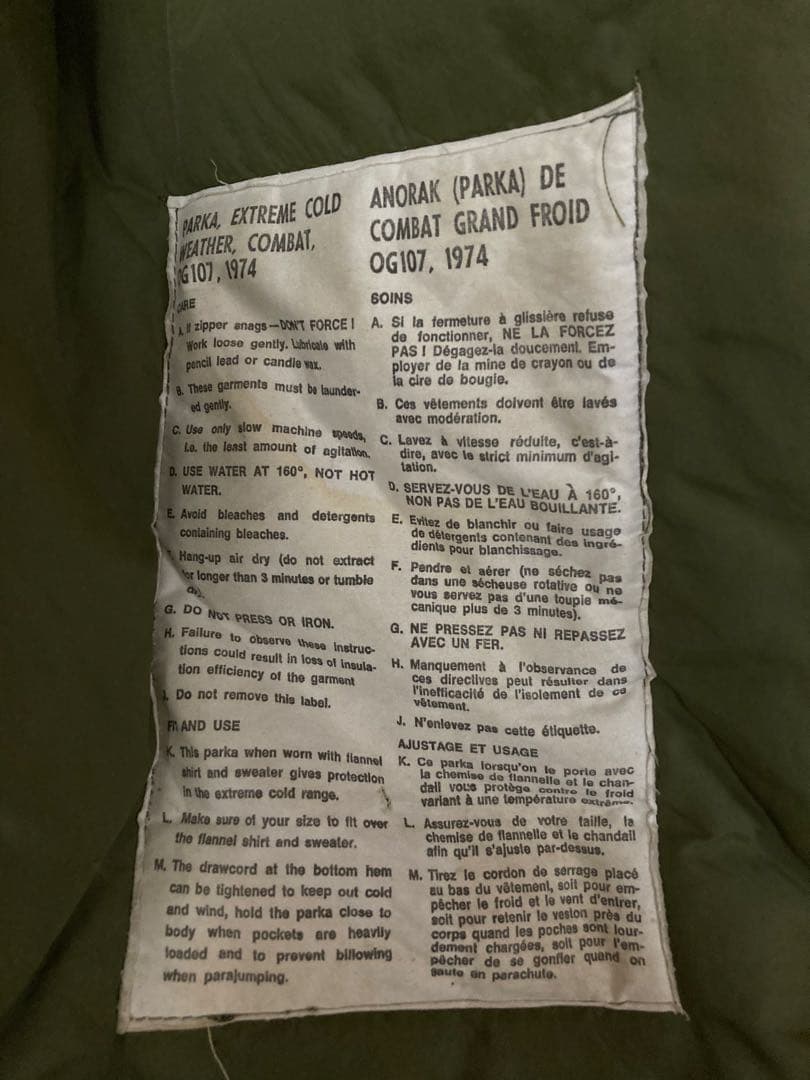 PARKA, EXTREME COLD
WEATHER, COMBAT,
OG107, 1974
CARE
A. If zipper snags—DON'T FORCE!
Work loose gently. Lubricate with
pencil lead or candle wax.
B. These garments must be launder-
ed gently.
C. Use only slow machine speeds,
i.e. the least amount of agitation.
D. USE WATER AT 160°, NOT HOT
WATER.
E. Avoid bleaches and detergents
containing bleaches.
F. Hang-up air dry (do not extract
for longer than 3 minutes or tumble
dry.
G. DO NOT PRESS OR IRON.
H. Failure to observe these instruc-
tions could result in loss of insula-
tion efficiency of the garment
Do not remove this label.
AND USE
K. This parka when worn with flannel
shirt and sweater gives protection
in the extreme cold range.
L. Make sure of your size to fit over
the flannel shirt and sweater.
M. The drawcord at the bottom hem
can be tightened to keep out cold
and wind, hold the parka close to
body when pockets are heavily
loaded and to prevent billowing
when parajumping.
ANORAK (PARKA) DE
COMBAT GRAND FROID
OG107, 1974
SOINS
A. Si la fermeture à glissière refuse
de fonctionner, NE LA FORCEZ
PAS! Dégagez-la doucement. Em-
ployer de la mine de crayon ou de
la cire de bougie.
B. Ces vêtements doivent être lavés
avec modération.
C. Lavez à vitesse réduite, c'est-à-
dire, avec le strict minimum d'agi-
tation.
D. SERVEZ-VOUS DE L'EAU À 160°,
NON PAS DE L'EAU BOUILLANTE.
E. Evitez de blanchir ou faire usage
de détergents contenant des ingré-
dients pour blanchissage.
F. Pendre et aérer (ne séchez pas
dans une sécheuse rotative ou ne
vous servez pas d'une toupie mé-
canique plus de 3 minutes).
G. NE PRESSEZ PAS NI REPASSEZ
AVEC UN FER.
H. Manquement à l'observance de
ces directives peut résulter dans
l'inefficacité de l'isolement de ce
vêtement.
J. N'enlevez pas cette étiquette.
AJUSTAGE ET USAGE
K. Ce parka lorsqu'on le porte avec
la chemise de flannelle et le chan-
dail vous protège contre le froid
variant à une température extrême.
L. Assurez-vous de votre taille, la
chemise de flannelle et le chandail
afin qu'il s'ajuste par-dessus.
M. Tirez le cordon de serrage placé
au bas du vêtement, soit pour em-
pêcher le froid et le vent d'entrer,
soit pour retenir le veston près du
corps quand les poches sont lour-
dement chargées, soit pour l'em-
pêcher de se gonfler quand on
saute en parachute.